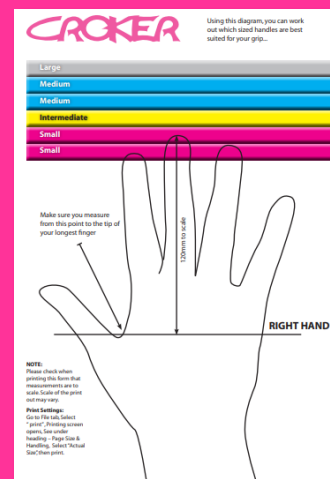 CROKER
Using this diagram, you can work
out which sized handles are best
suited for your grip...
Large
Medium
Medium
Intermediate
Small
Small
Make sure you measure
from this point to the tip of
your longest finger
120mm to scale
RIGHT HAND
NOTE:
Please check when
printing this form that
measurements are to
scale. Scale of the print
out may vary.
Print Settings:
Go to File tab, Select
"print", Printing screen
opens, See under
heading - Page Size &
Handling, Select "Actual
Size", then print.